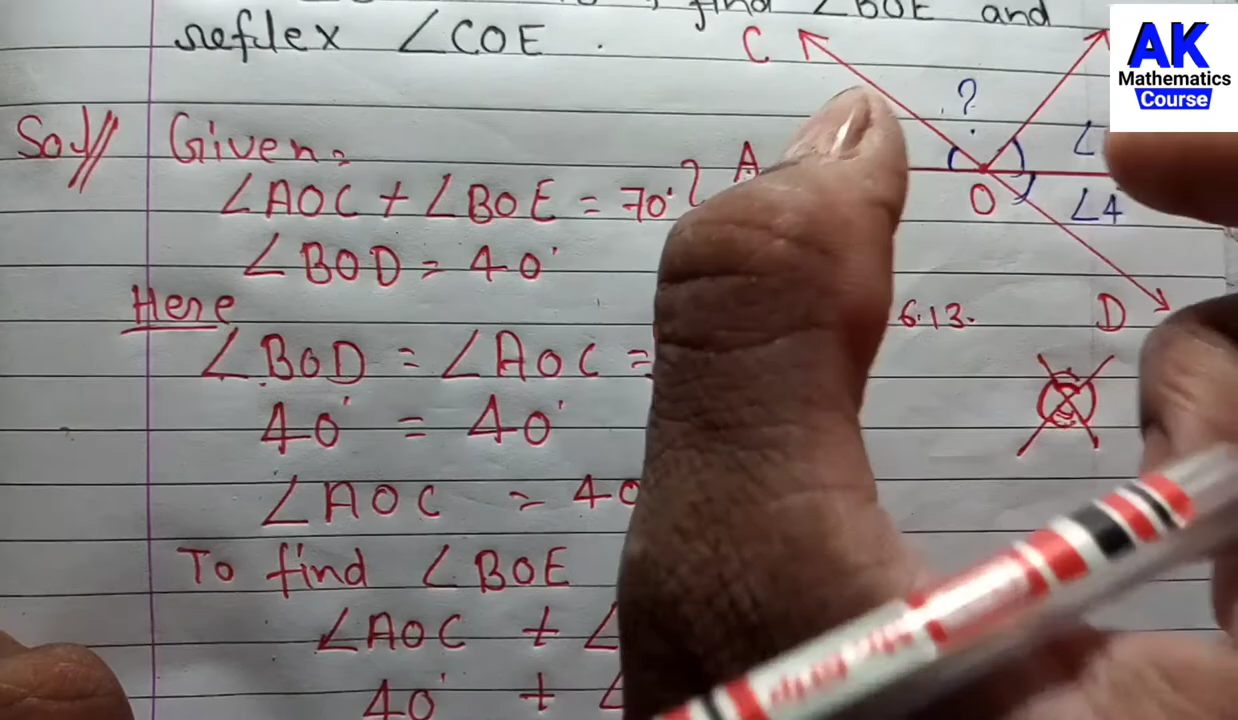 find ∠BOE and
reflex ∠COE .
C
AK
Mathematics
Course
?
Sol// Given:
A
∠
∠AOC + ∠BOE = 70°
O
∠4
∠BOD = 40°
Here
6.13.
D
∠BOD = ∠AOC =
40° = 40°
∠AOC = 40
To find ∠BOE
∠AOC + ∠
40° + ∠